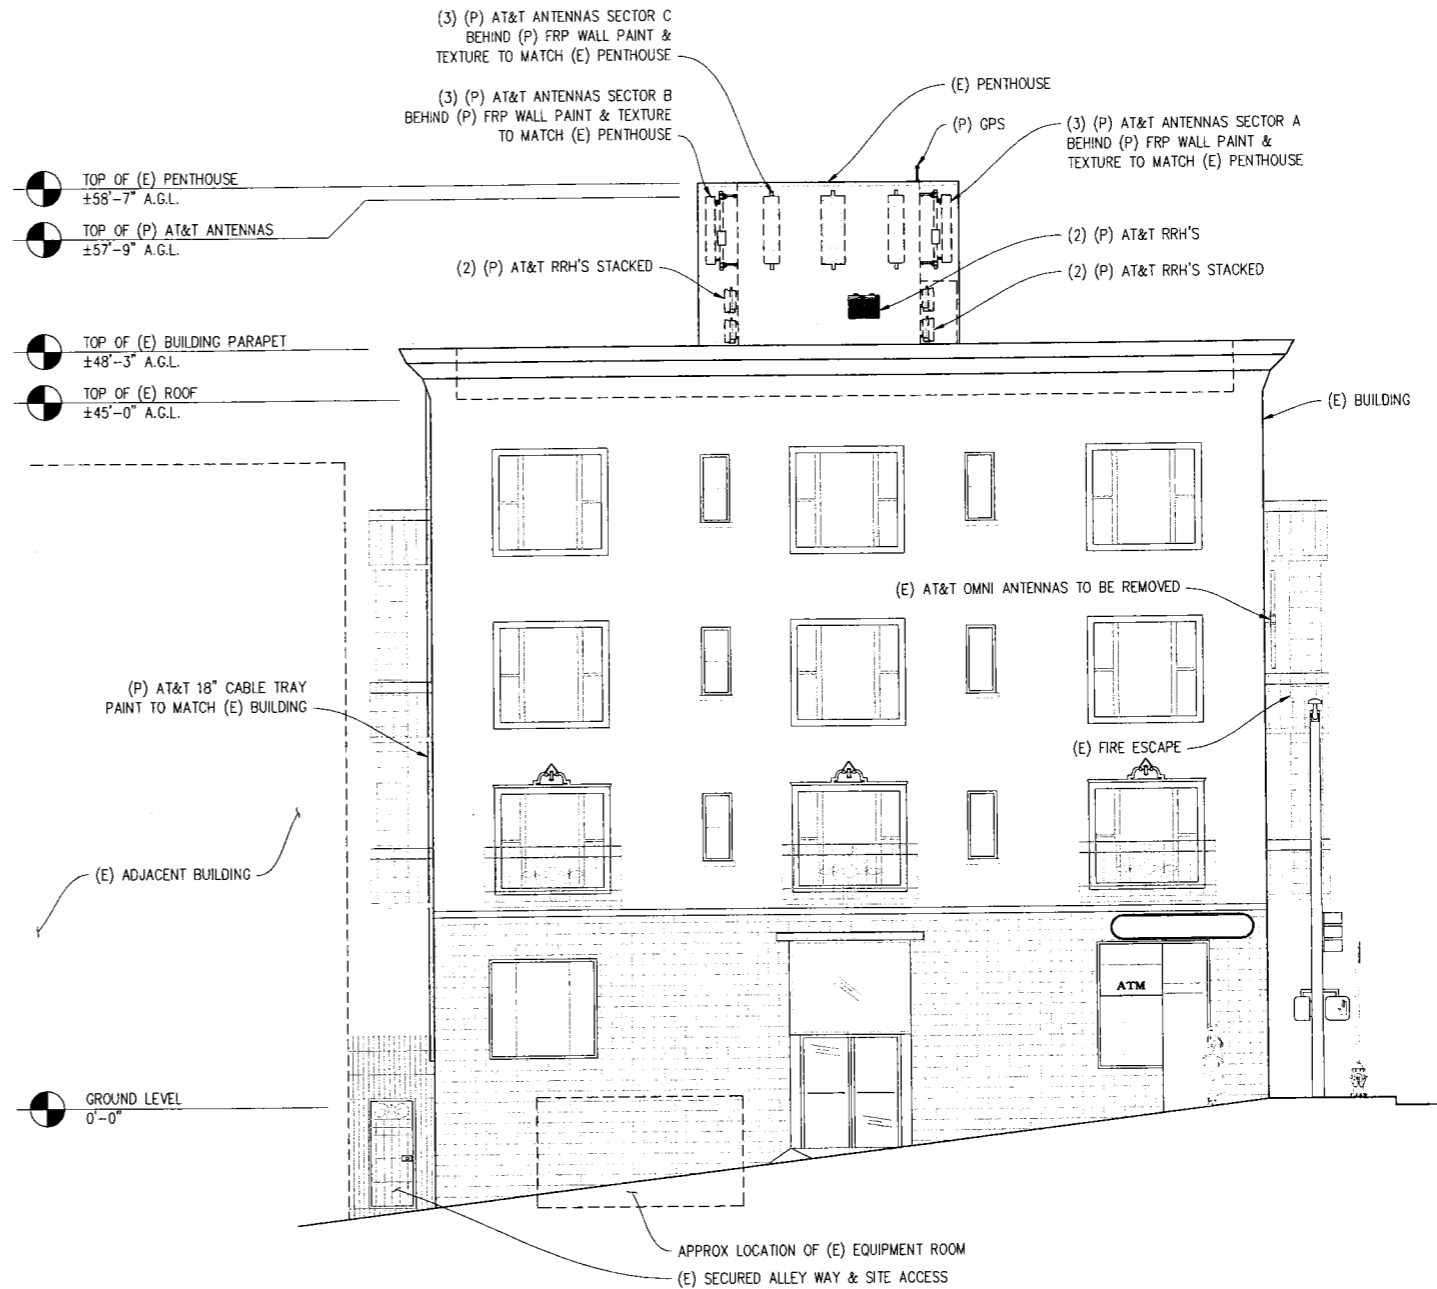 (3) (P) AT&T ANTENNAS SECTOR C
BEHIND (P) FRP WALL PAINT &
TEXTURE TO MATCH (E) PENTHOUSE
(3) (P) AT&T ANTENNAS SECTOR B
BEHIND (P) FRP WALL PAINT & TEXTURE
TO MATCH (E) PENTHOUSE
(E) PENTHOUSE
(P) GPS
(3) (P) AT&T ANTENNAS SECTOR A
BEHIND (P) FRP WALL PAINT &
TEXTURE TO MATCH (E) PENTHOUSE
TOP OF (E) PENTHOUSE
±58'-7" A.G.L.
TOP OF (P) AT&T ANTENNAS
±57'-9" A.G.L.
(2) (P) AT&T RRH'S STACKED
(2) (P) AT&T RRH'S
(2) (P) AT&T RRH'S STACKED
TOP OF (E) BUILDING PARAPET
±48'-3" A.G.L.
TOP OF (E) ROOF
±45'-0" A.G.L.
(E) BUILDING
(E) AT&T OMNI ANTENNAS TO BE REMOVED
(P) AT&T 18" CABLE TRAY
PAINT TO MATCH (E) BUILDING
(E) FIRE ESCAPE
(E) ADJACENT BUILDING
ATM
GROUND LEVEL
0'-0"
APPROX LOCATION OF (E) EQUIPMENT ROOM
(E) SECURED ALLEY WAY & SITE ACCESS